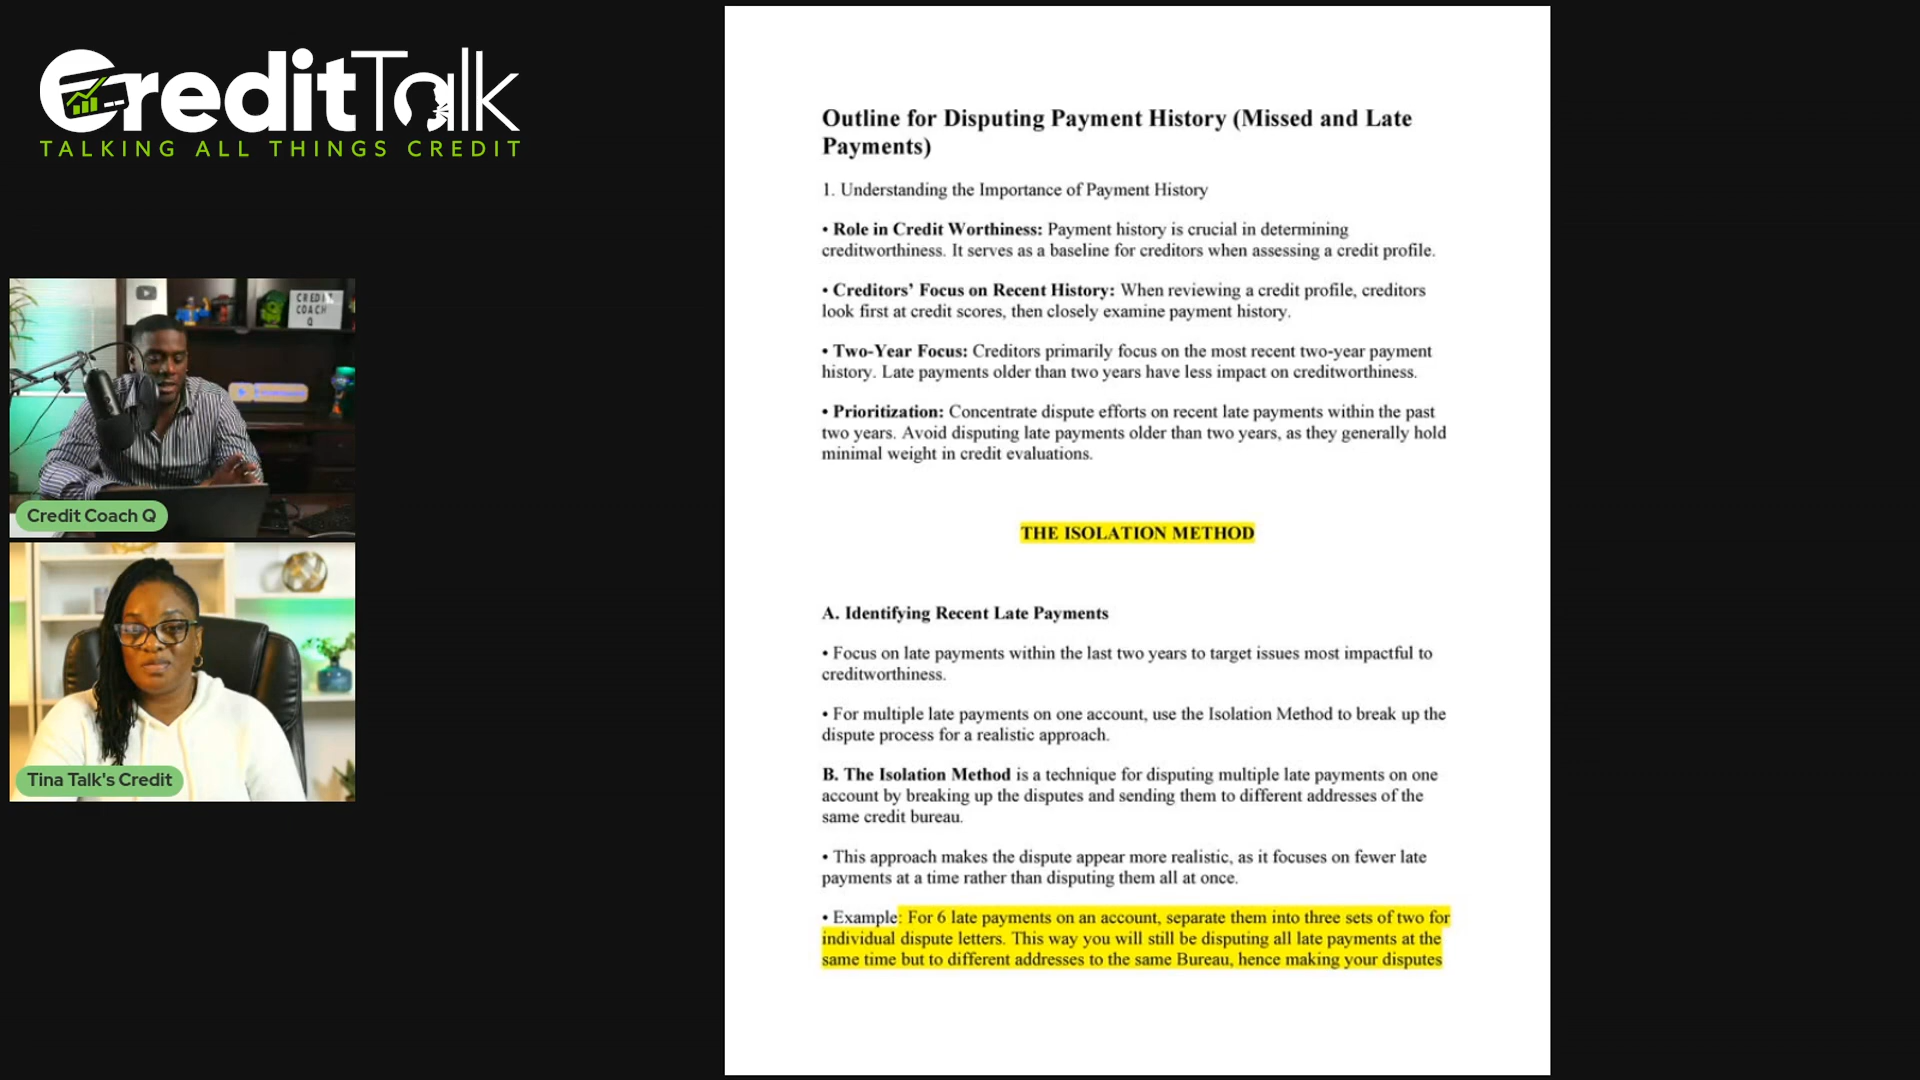 CreditTalk
TALKING ALL THINGS CREDIT
CREDIT
COACH
Q
Credit Coach Q
Tina Talk's Credit
Outline for Disputing Payment History (Missed and Late
Payments)
1. Understanding the Importance of Payment History
• Role in Credit Worthiness: Payment history is crucial in determining
creditworthiness. It serves as a baseline for creditors when assessing a credit profile.
• Creditors’ Focus on Recent History: When reviewing a credit profile, creditors
look first at credit scores, then closely examine payment history.
• Two-Year Focus: Creditors primarily focus on the most recent two-year payment
history. Late payments older than two years have less impact on creditworthiness.
• Prioritization: Concentrate dispute efforts on recent late payments within the past
two years. Avoid disputing late payments older than two years, as they generally hold
minimal weight in credit evaluations.
THE ISOLATION METHOD
A. Identifying Recent Late Payments
• Focus on late payments within the last two years to target issues most impactful to
creditworthiness.
• For multiple late payments on one account, use the Isolation Method to break up the
dispute process for a realistic approach.
B. The Isolation Method is a technique for disputing multiple late payments on one
account by breaking up the disputes and sending them to different addresses of the
same credit bureau.
• This approach makes the dispute appear more realistic, as it focuses on fewer late
payments at a time rather than disputing them all at once.
• Example: For 6 late payments on an account, separate them into three sets of two for
individual dispute letters. This way you will still be disputing all late payments at the
same time but to different addresses to the same Bureau, hence making your disputes